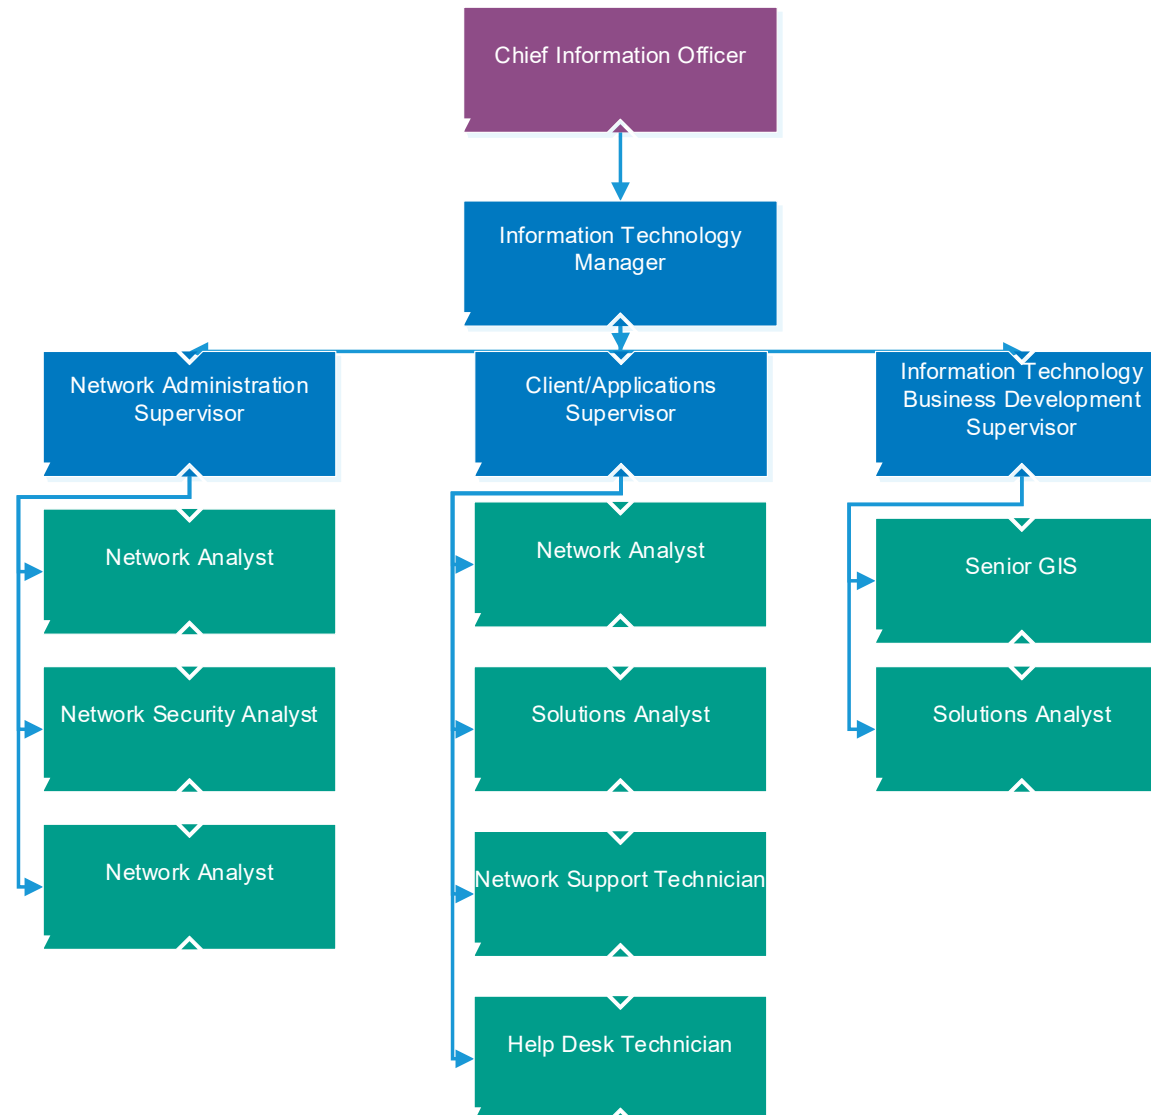 Chief Information Officer
Information Technology
Manager
Network Administration
Supervisor
Client/Applications
Supervisor
Information Technology
Business Development
Supervisor
Network Analyst
Network Security Analyst
Network Analyst
Network Analyst
Solutions Analyst
Network Support Technician
Help Desk Technician
Senior GIS
Solutions Analyst